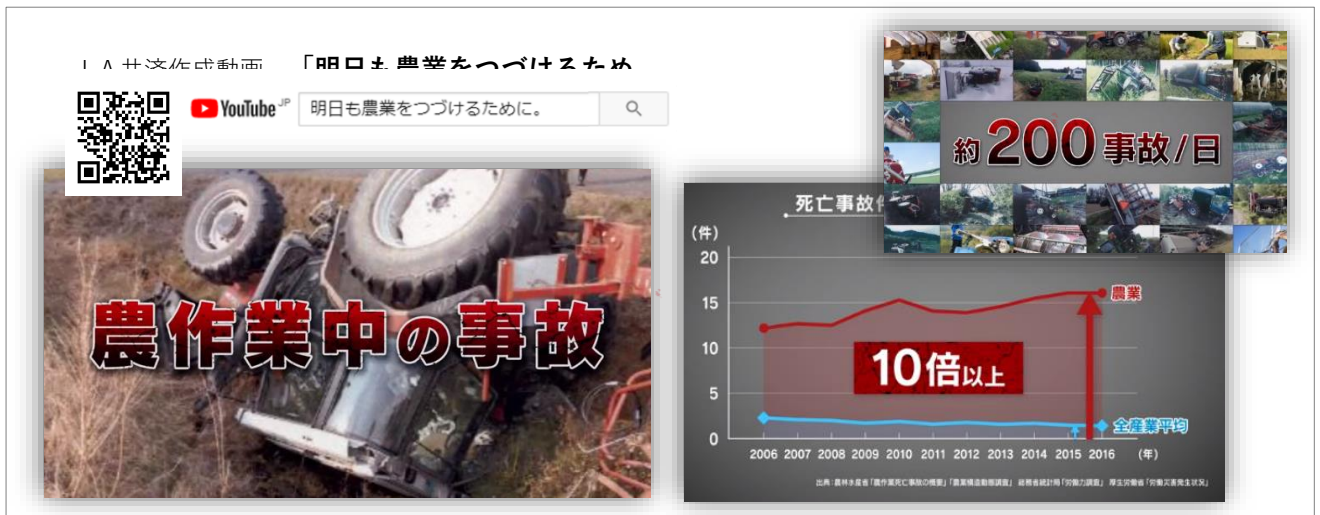 ＪＡ共済作成動画　「明日も農業をつづけるため
YouTube JP
明日も農業をつづけるために。
農作業中の事故
約200事故/日
死亡事故件
(件)
20
15
10
5
0
農業
10倍以上
全産業平均
2006 2007 2008 2009 2010 2011 2012 2013 2014 2015 2016 (年)
出典：農林水産省「農作業死亡事故の概要」「農業構造動態調査」 総務省統計局「労働力調査」 厚生労働省「労働災害発生状況」